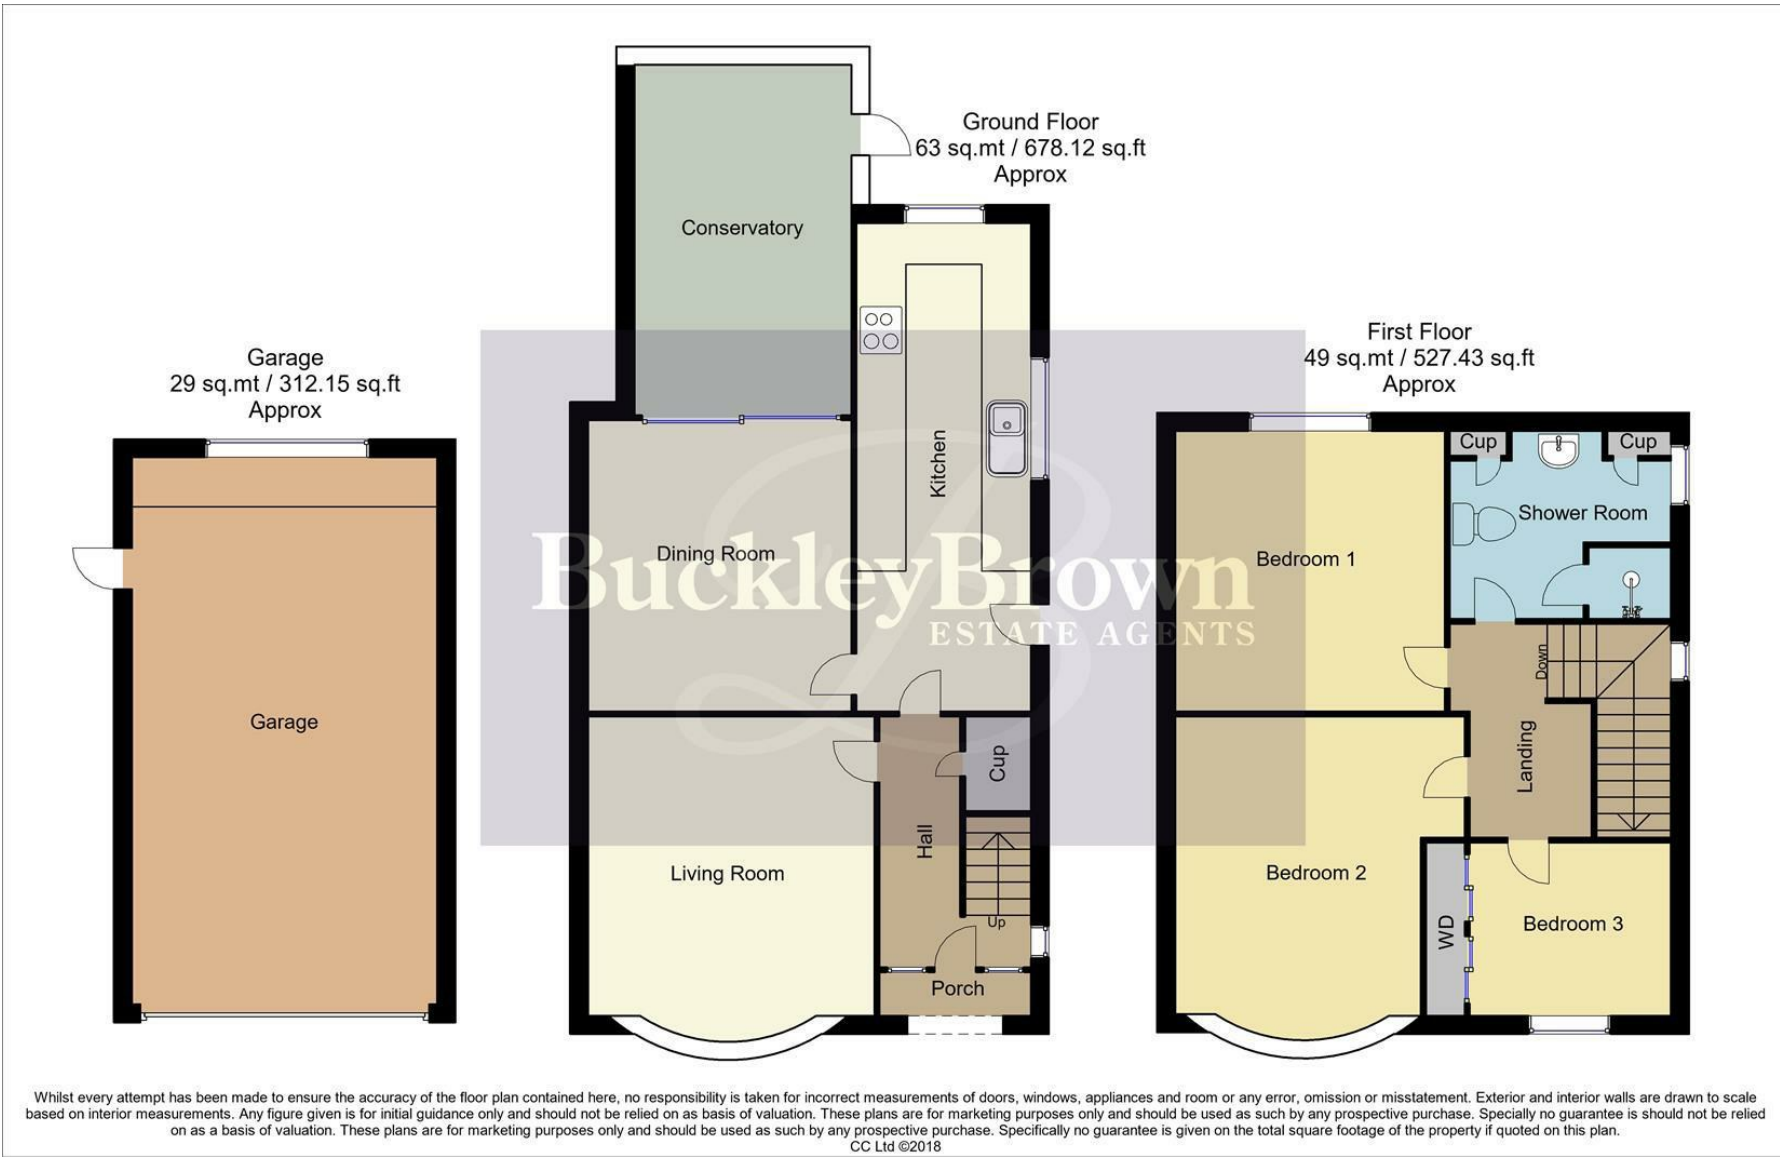 Ground Floor
63 sq.mt / 678.12 sq.ft
Approx
Conservatory
Kitchen
Dining Room
Living Room
Hall
Cup
Up
Porch
Garage
29 sq.mt / 312.15 sq.ft
Approx
Garage
First Floor
49 sq.mt / 527.43 sq.ft
Approx
Cup
Cup
Shower Room
Bedroom 1
Down
Landing
Bedroom 2
WD
Bedroom 3
B
BuckleyBrown
ESTATE AGENTS
Whilst every attempt has been made to ensure the accuracy of the floor plan contained here, no responsibility is taken for incorrect measurements of doors, windows, appliances and room or any error, omission or misstatement. Exterior and interior walls are drawn to scale
based on interior measurements. Any figure given is for initial guidance only and should not be relied on as basis of valuation. These plans are for marketing purposes only and should be used as such by any prospective purchase. Specially no guarantee is should not be relied
on as a basis of valuation. These plans are for marketing purposes only and should be used as such by any prospective purchase. Specifically no guarantee is given on the total square footage of the property if quoted on this plan.
CC Ltd ©2018